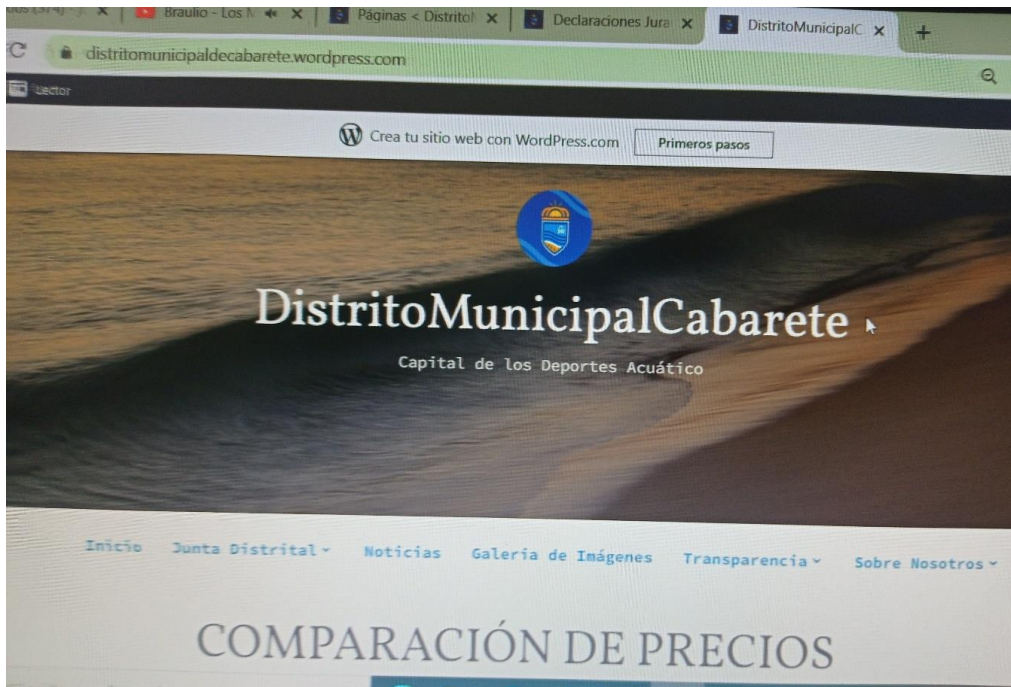 Braulio - Los
Páginas < Distrito
Declaraciones Jura
DistritoMunicipalC
distritomunicipaldecabarete.wordpress.com
Lector
Crea tu sitio web con WordPress.com
Primeros pasos
DistritoMunicipalCabarete
Capital de los Deportes Acuático
Inicio Junta Distrital Noticias Galería de Imágenes Transparencia Sobre Nosotros
COMPARACIÓN DE PRECIOS